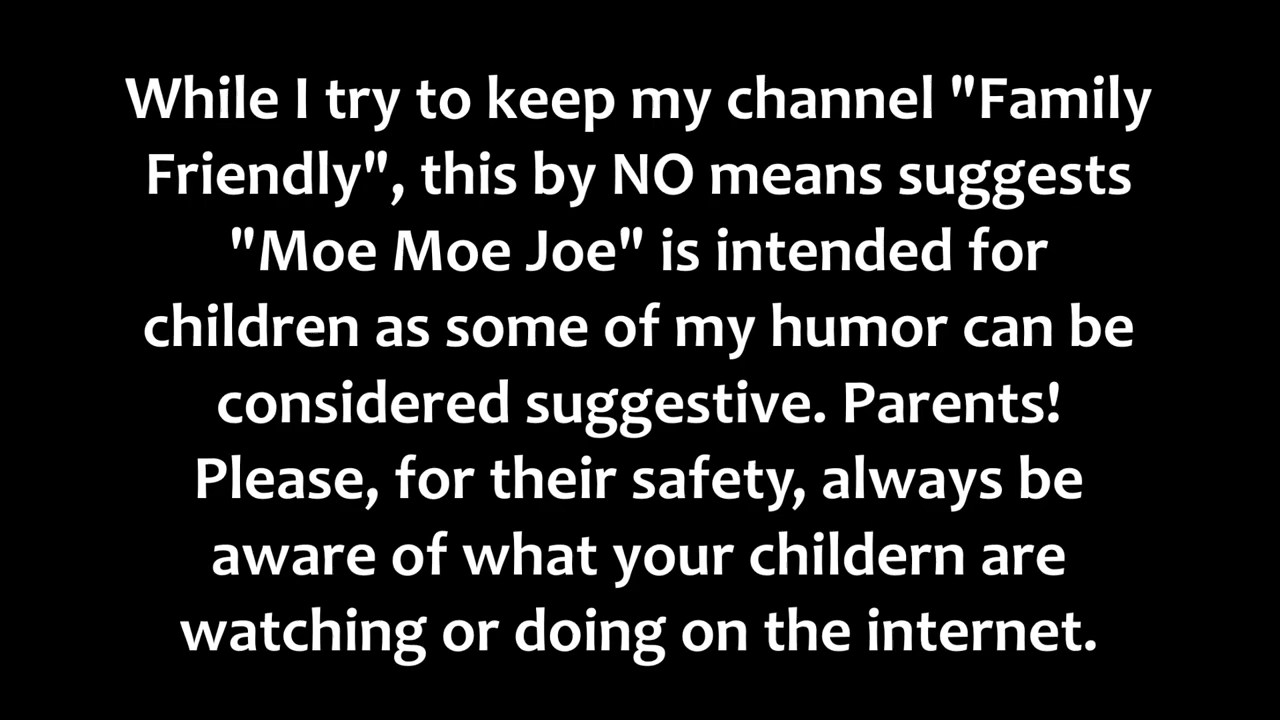 While I try to keep my channel "Family
Friendly", this by NO means suggests
"Moe Moe Joe" is intended for
children as some of my humor can be
considered suggestive. Parents!
Please, for their safety, always be
aware of what your childern are
watching or doing on the internet.